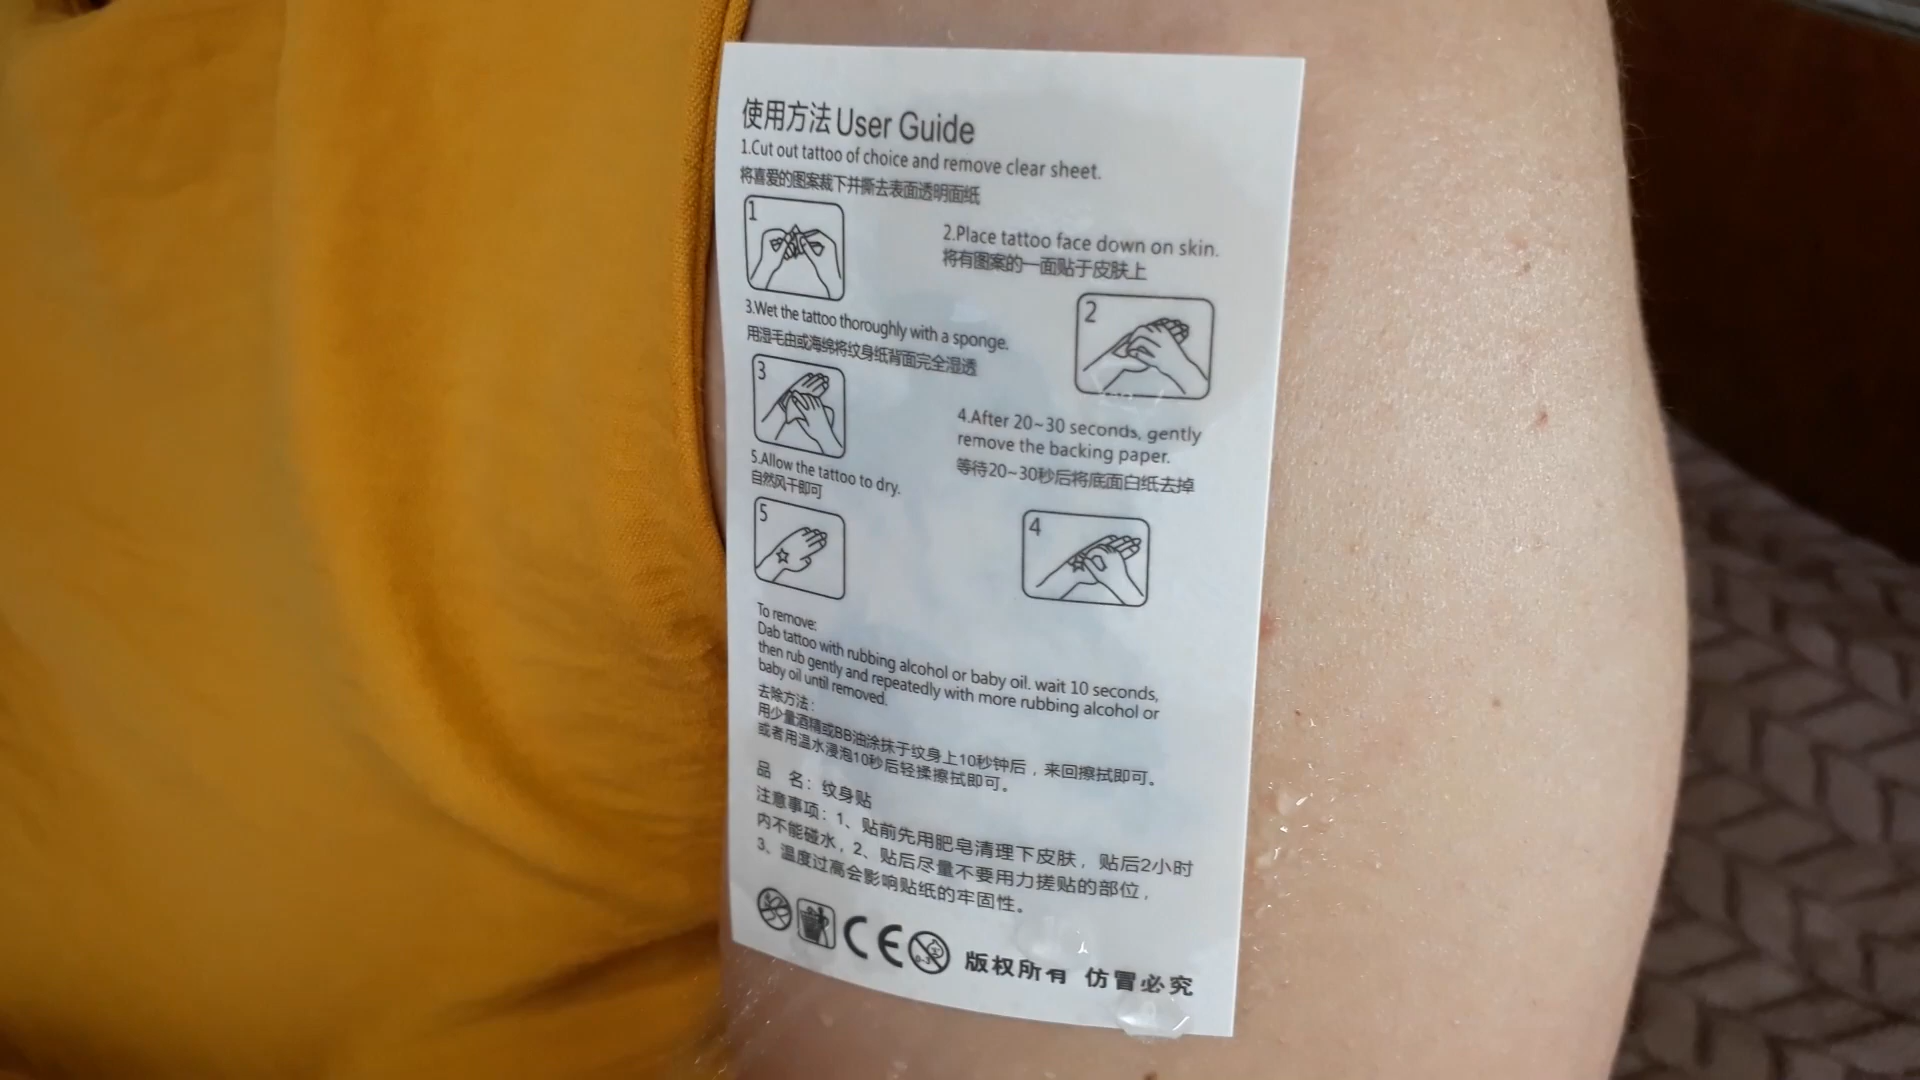 使用方法User Guide
1.Cut out tattoo of choice and remove clear sheet.
将喜爱的图案裁下并撕去表面透明面纸
1
2.Place tattoo face down on skin.
将有图案的一面贴于皮肤上
2
3.Wet the tattoo thoroughly with a sponge.
用湿毛由或海绵将纹身纸背面完全湿透
3
4.After 20~30 seconds, gently
remove the backing paper.
等待20~30秒后将底面白纸去掉
4
5.Allow the tattoo to dry.
自然风干即可
5
To remove:
Dab tattoo with rubbing alcohol or baby oil. wait 10 seconds,
then rub gently and repeatedly with more rubbing alcohol or
baby oil until removed.
去除方法：
用少量酒精或BB油涂抹于纹身上10秒钟后，来回擦拭即可。
或者用温水浸泡10秒后轻揉擦拭即可。
品 名：纹身贴
注意事项：1、贴前先用肥皂清理下皮肤，贴后2小时
内不能碰水，2、贴后尽量不要用力搓贴的部位，
3、温度过高会影响贴纸的牢固性。
CE 0-3 版权所有 仿冒必究